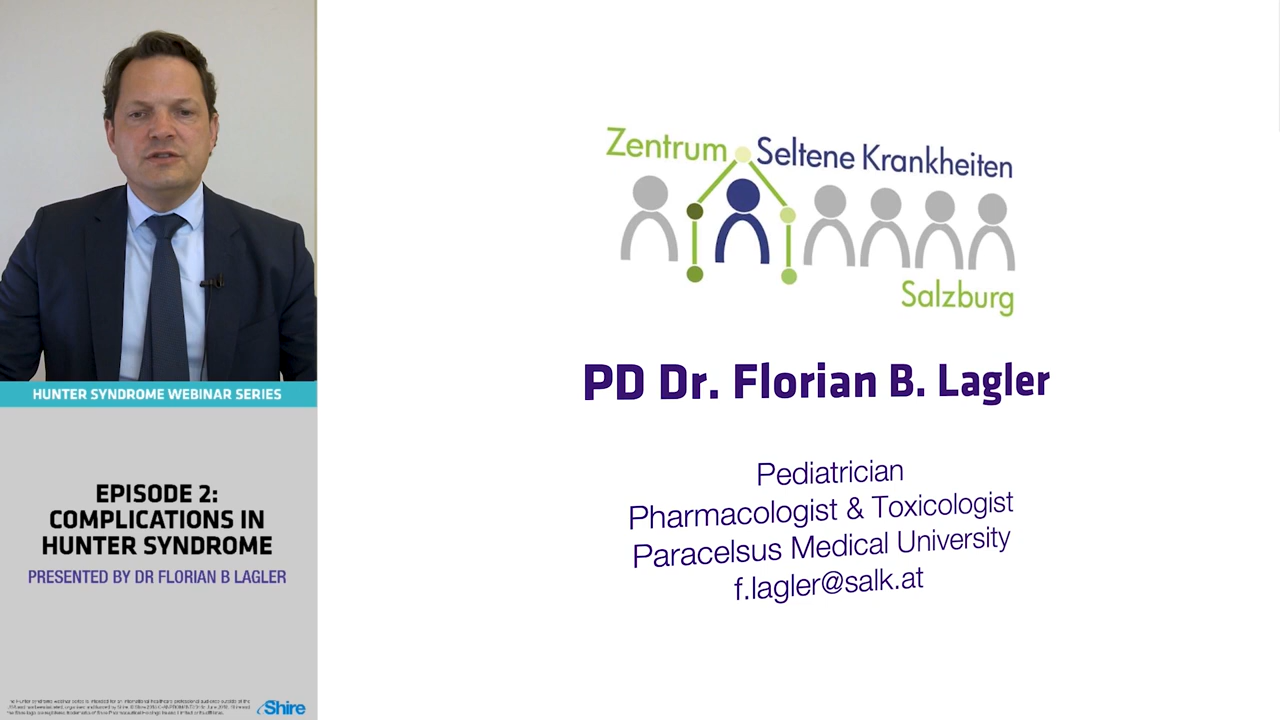 HUNTER SYNDROME WEBINAR SERIES
EPISODE 2:
COMPLICATIONS IN
HUNTER SYNDROME
PRESENTED BY DR FLORIAN B LAGLER
Shire
Zentrum Seltene Krankheiten
Salzburg
PD Dr. Florian B. Lagler
Pediatrician
Pharmacologist & Toxicologist
Paracelsus Medical University
f.lagler@salk.at